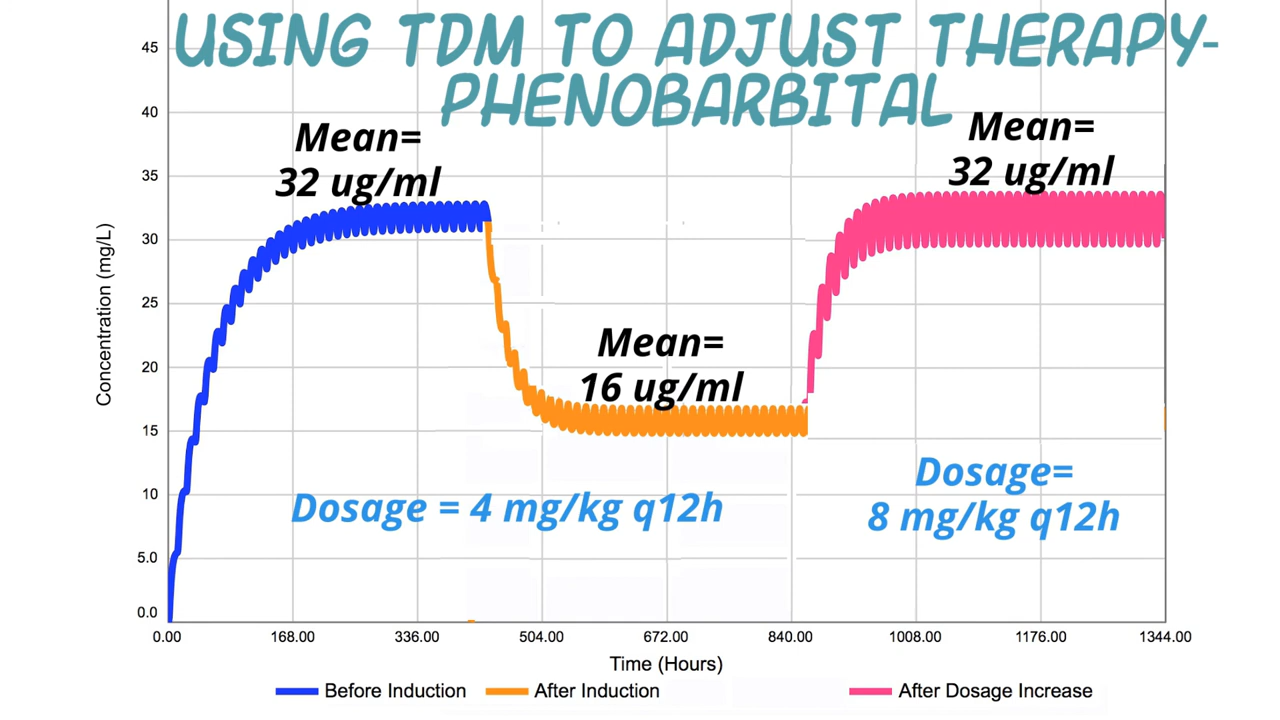 USING TDM TO ADJUST THERAPY-
PHENOBARBITAL
Mean=
32 ug/ml
Mean=
32 ug/ml
Mean=
16 ug/ml
Dosage = 4 mg/kg q12h
Dosage=
8 mg/kg q12h
Concentration (mg/L)
45
40
35
30
25
20
15
10
5.0
0.0
0.00 168.00 336.00 504.00 672.00 840.00 1008.00 1176.00 1344.00
Time (Hours)
Before Induction After Induction After Dosage Increase